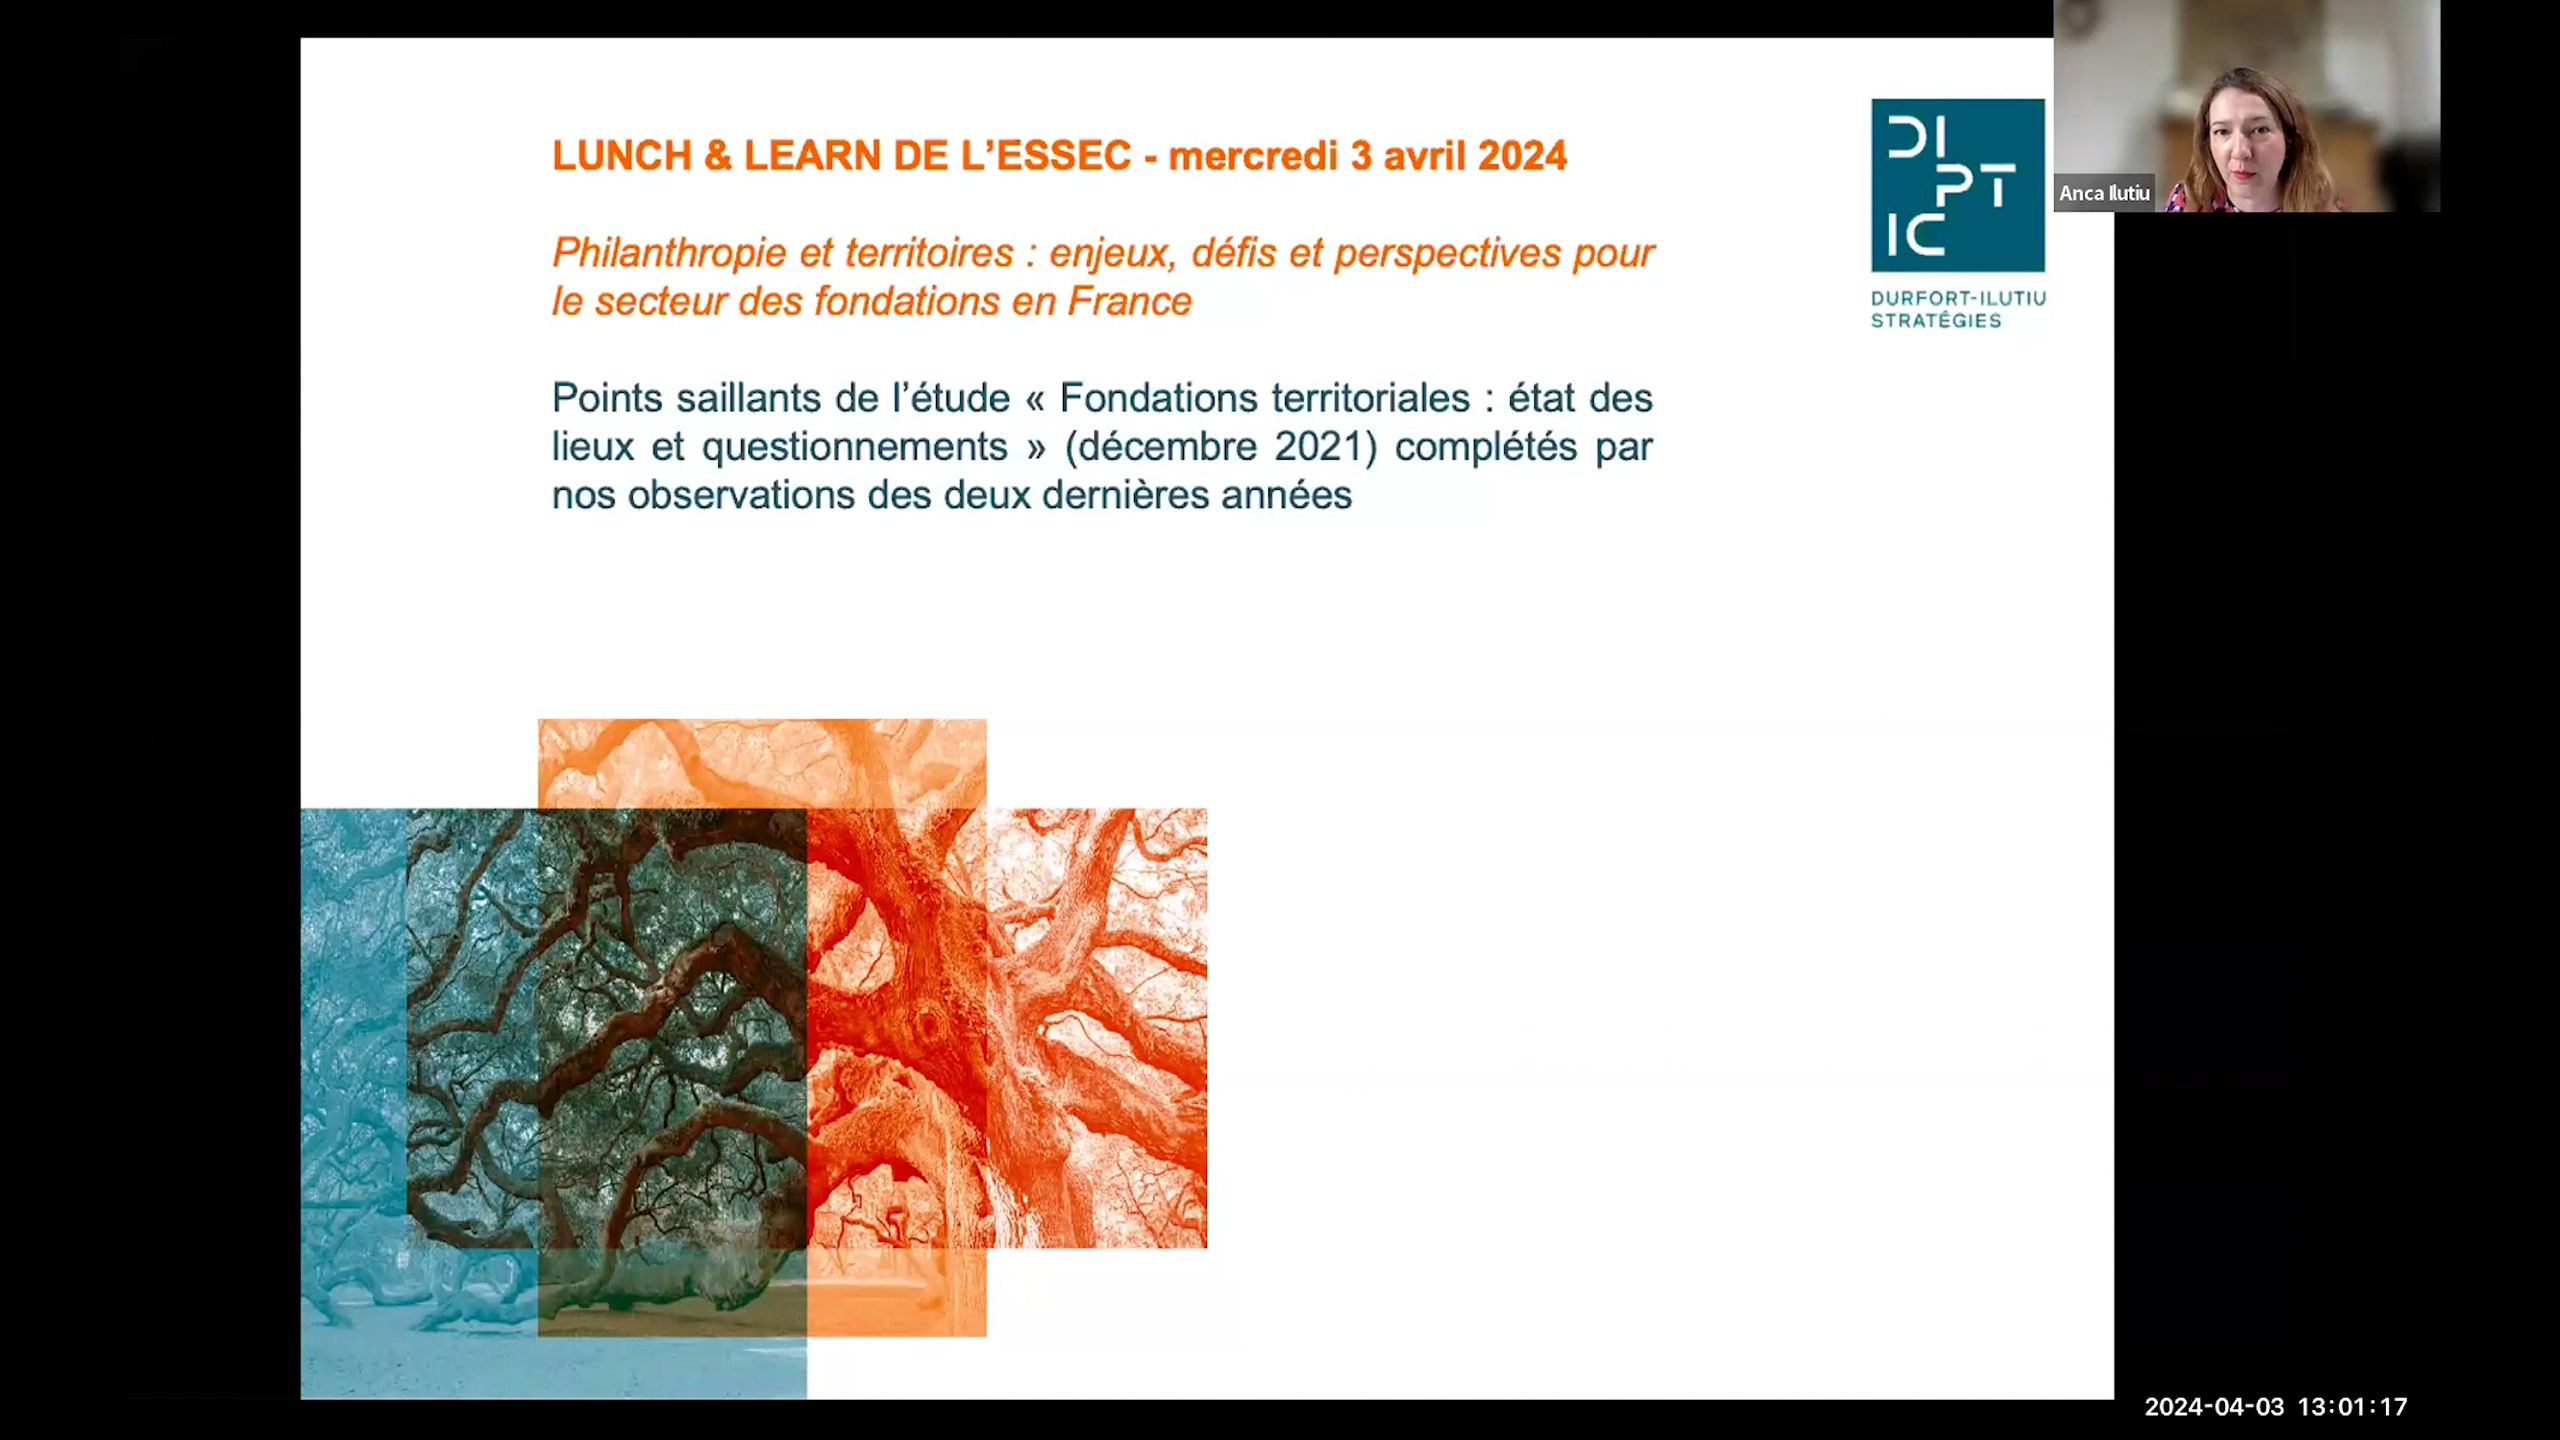 LUNCH & LEARN DE L’ESSEC - mercredi 3 avril 2024
Philanthropie et territoires : enjeux, défis et perspectives pour
le secteur des fondations en France
Points saillants de l’étude « Fondations territoriales : état des
lieux et questionnements » (décembre 2021) complétés par
nos observations des deux dernières années
DI
PT
IC
DURFORT-ILUTIU
STRATÉGIES
Anca Ilutiu
2024-04-03 13:01:17